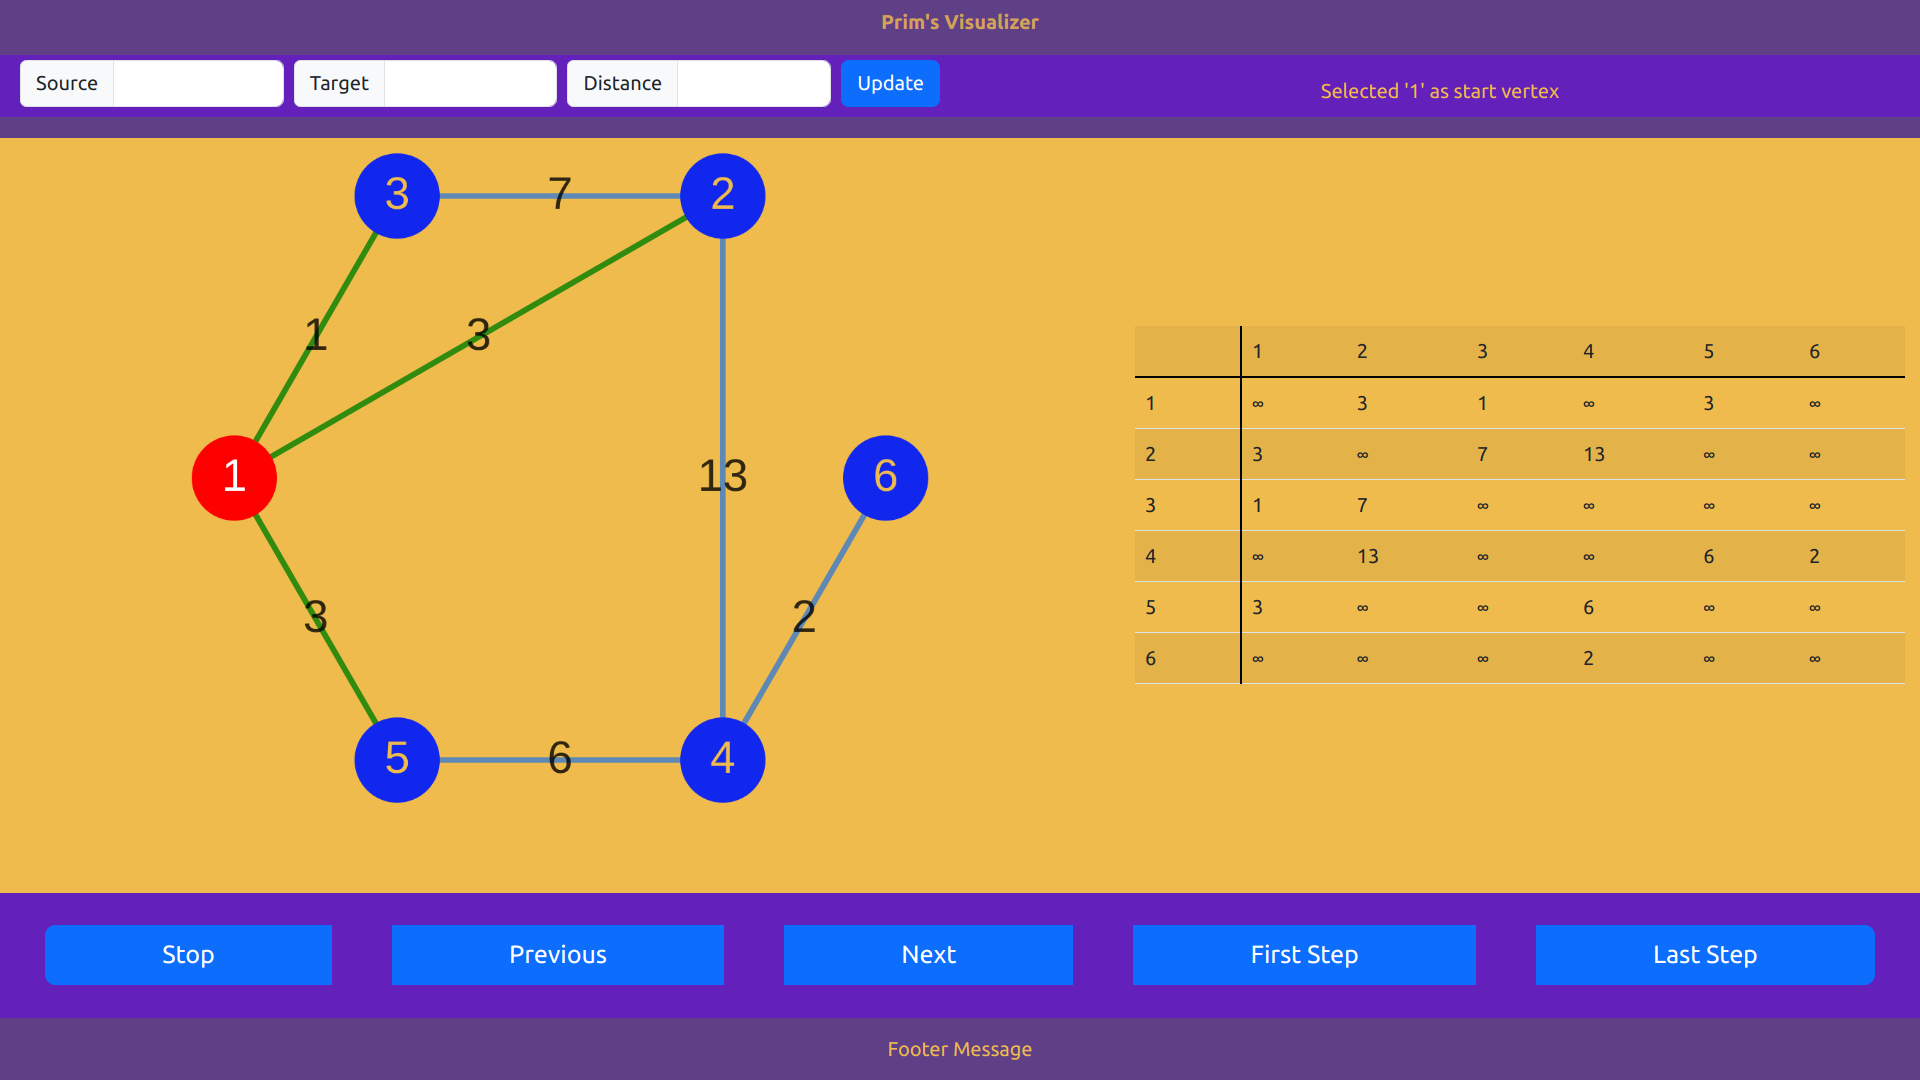 Prim's Visualizer
Source Target Distance Update
Selected '1' as start vertex
3 7 2
1 3
1 13 6
3 2
5 6 4
1 2 3 4 5 6
1 ∞ 3 1 ∞ 3 ∞
2 3 ∞ 7 13 ∞ ∞
3 1 7 ∞ ∞ ∞ ∞
4 ∞ 13 ∞ ∞ 6 2
5 3 ∞ ∞ 6 ∞ ∞
6 ∞ ∞ ∞ 2 ∞ ∞
Stop Previous Next First Step Last Step
Footer Message